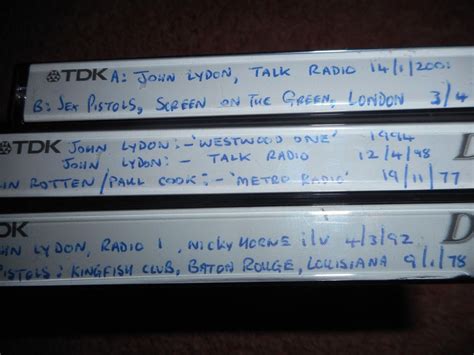 TDK A: JOHN LYDON, TALK RADIO 14/1/2001
B: SEX PISTOLS, SCREEN ON THE GREEN, LONDON 3/4
TDK JOHN LYDON:-'WESTWOOD ONE' 1994 D
JOHN LYDON:- TALK RADIO 12/4/98
ROTTEN/PAUL COOK:-'METRO RADIO' 19/11/77
TDK D
LYDON, RADIO 1, NICKY HORNE i/v 4/3/92
PISTOLS: KINGFISH CLUB, BATON ROUGE, LOUISIANA 9/1/78